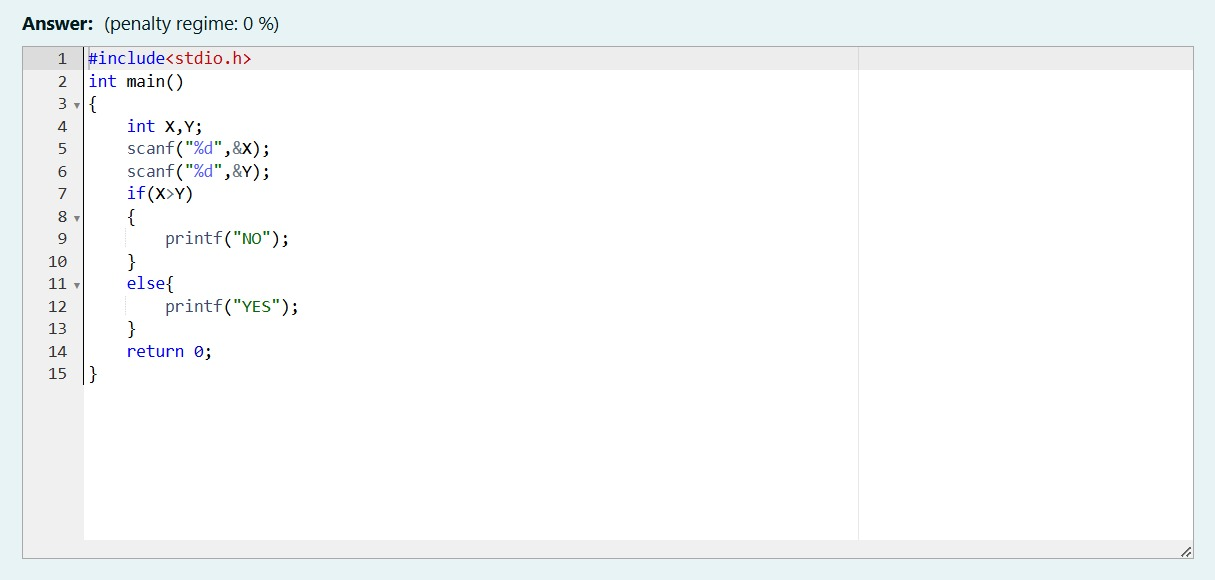 Answer: (penalty regime: 0 %)
1 #include<stdio.h>
2 int main()
3 {
4     int X,Y;
5     scanf("%d",&X);
6     scanf("%d",&Y);
7     if(X>Y)
8     {
9         printf("NO");
10     }
11     else{
12         printf("YES");
13     }
14     return 0;
15 }